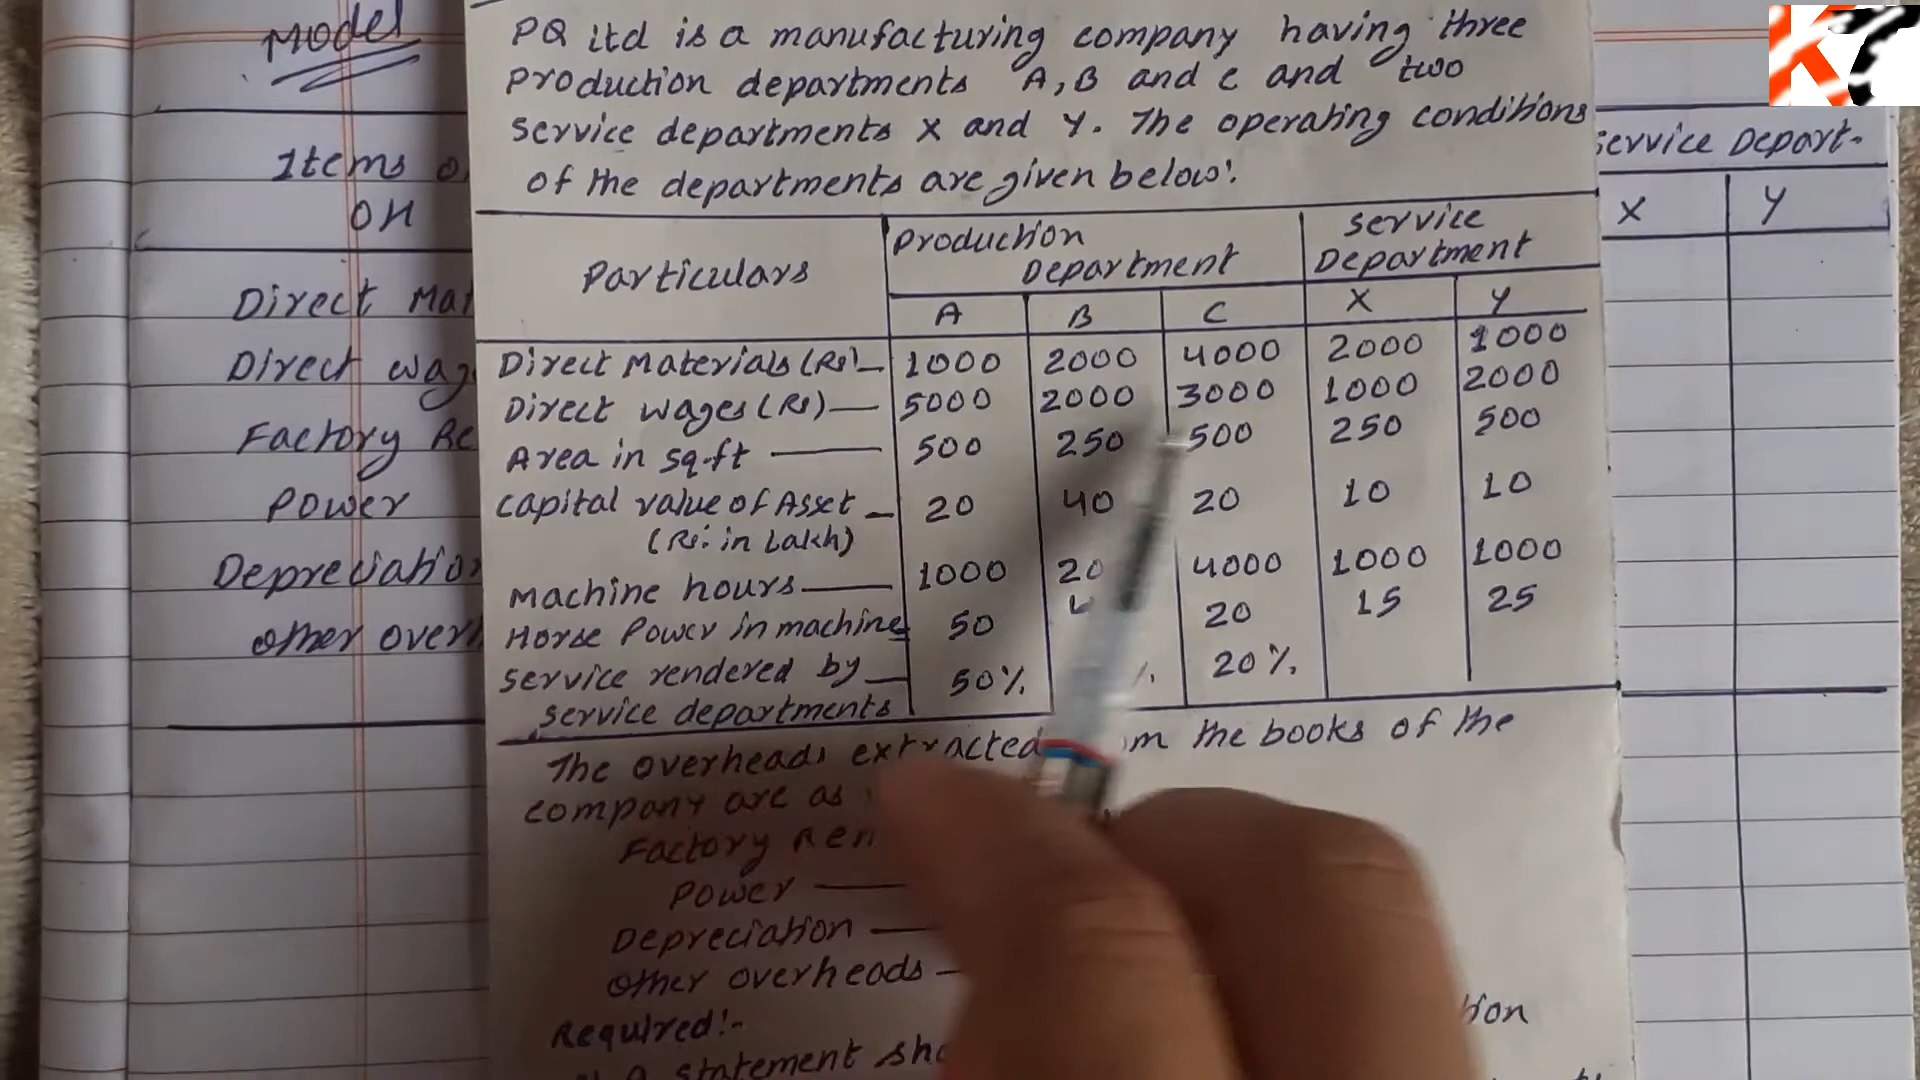 Model
Items o
OH
Direct Mat
Direct wag
Factory Re
Power
Depreciation
other overh
PQ Ltd is a manufacturing company having three
production departments A, B and C and two
service departments X and Y. The operating conditions
of the departments are given below:
Particulars
Production Department
Service Department
A B C X Y
Direct Materials (Rs) 1000 2000 4000 2000 1000
Direct wages (Rs) 5000 2000 3000 1000 2000
Area in sq.ft 500 250 500 250 500
Capital value of Asset 20 40 20 10 10
(Rs: in Lakh)
Machine hours 1000 20 4000 1000 1000
Horse Power in machine 50 20 15 25
Service rendered by 50% %. 20%
service departments
The overheads extracted m the books of the
company are as
Factory Ren
Power
Depreciation
other overheads
Required:-
a statement sho
tion
Service Depart-
X Y